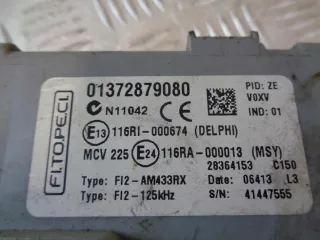 01372879080
PID: ZE
V0XV
N11042 CE
IND: 01
E13 116RI-000674 (DELPHI)
MCV 225 E24 116RA-000013 (MSY)
28364153 C150
Type: FI2-AM433RX Date: 06413 L3
Type: FI2-125kHz S/N: 41447555
FI.TO.PE.CI.